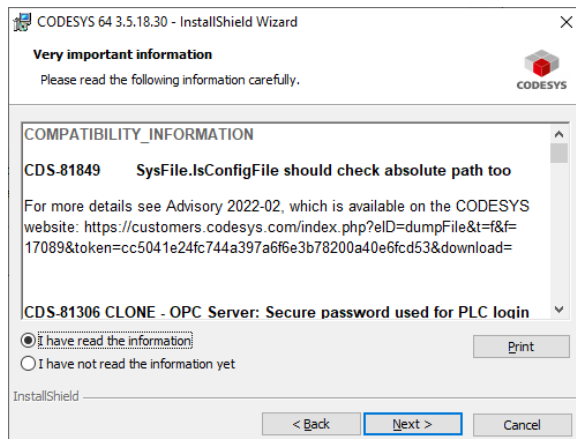 CODESYS 64 3.5.18.30 - InstallShield Wizard
Very important information
Please read the following information carefully.
CODESYS
COMPATIBILITY_INFORMATION
CDS-81849 SysFile.IsConfigFile should check absolute path too
For more details see Advisory 2022-02, which is available on the CODESYS
website: https://customers.codesys.com/index.php?eID=dumpFile&t=f&f=
17089&token=cc5041e24fc744a397a6f6e3b78200a40e6fcd53&download=
CDS-81306 CLONE - OPC Server: Secure password used for PLC login
I have read the information
I have not read the information yet
Print
InstallShield
< Back
Next >
Cancel